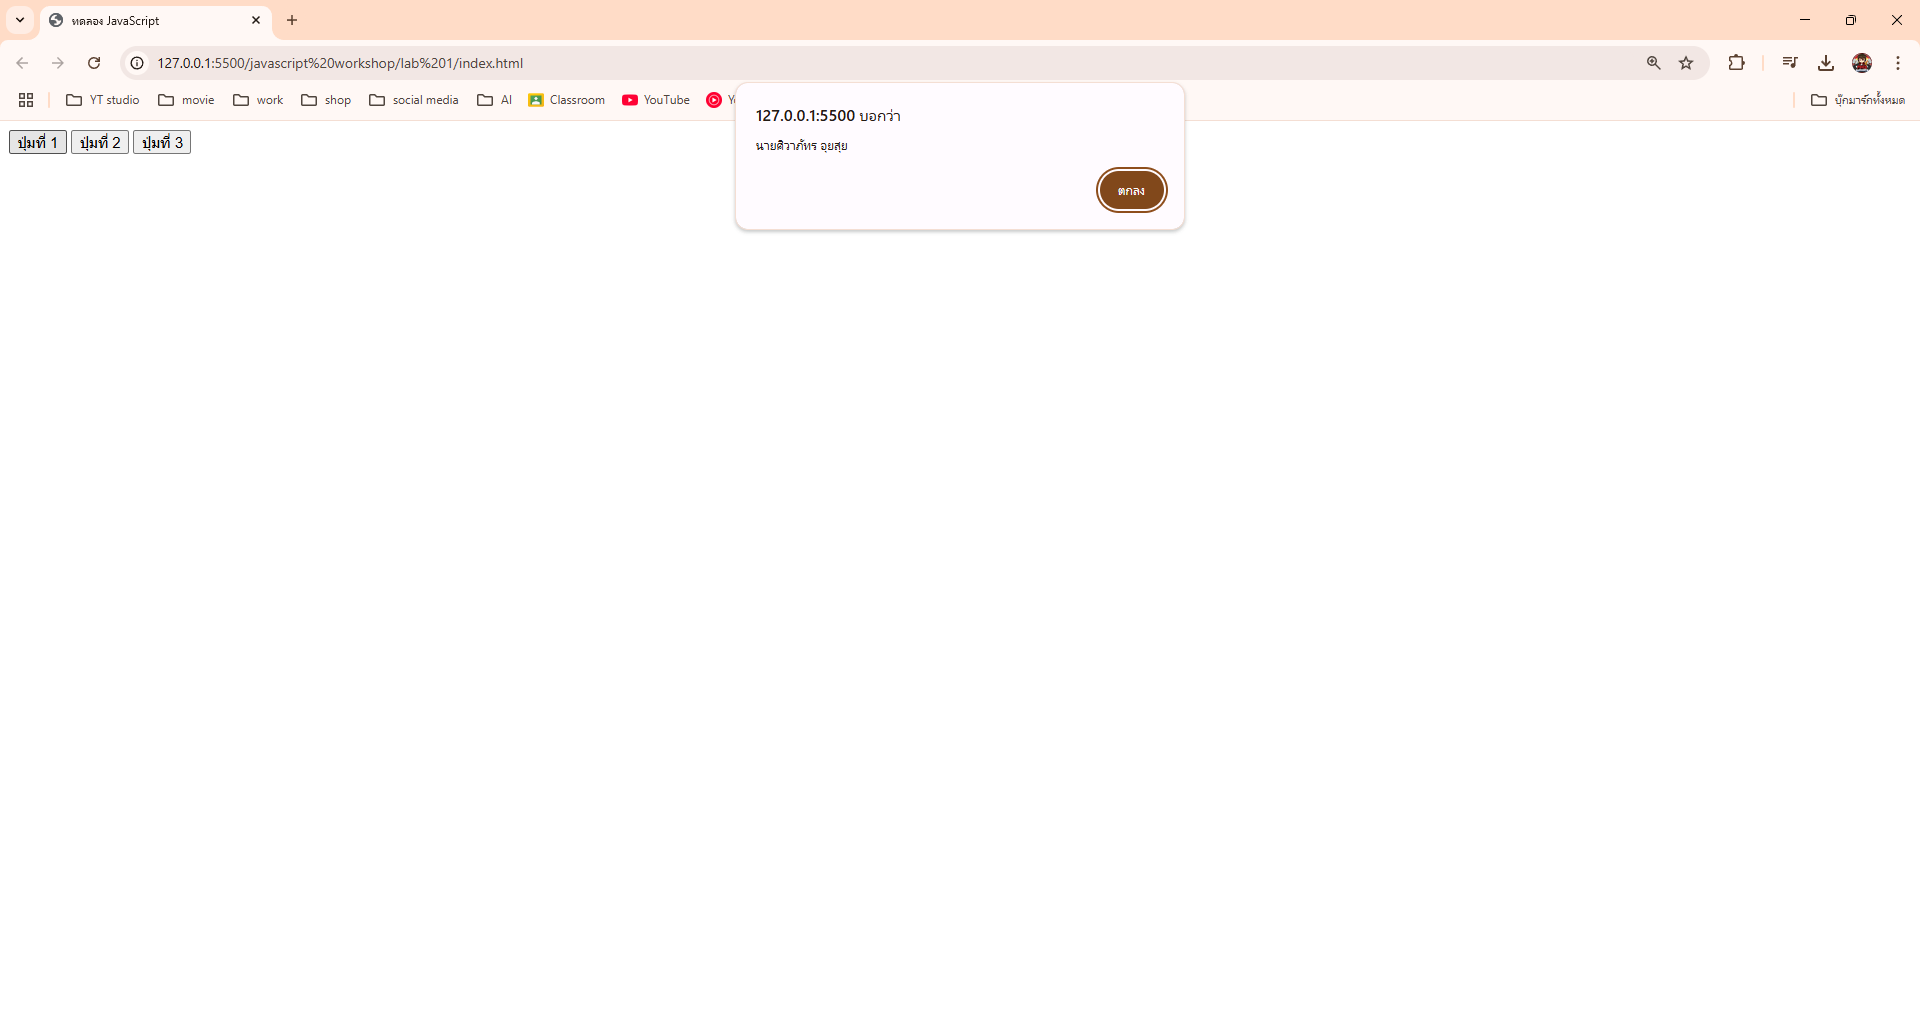 ทดลอง JavaScript
127.0.0.1:5500/javascript%20workshop/lab%201/index.html
YT studio movie work shop social media AI Classroom YouTube บุ๊กมาร์กทั้งหมด
127.0.0.1:5500 บอกว่า
นายศิวาภัทร อุยสุย
ตกลง
ปุ่มที่ 1 ปุ่มที่ 2 ปุ่มที่ 3